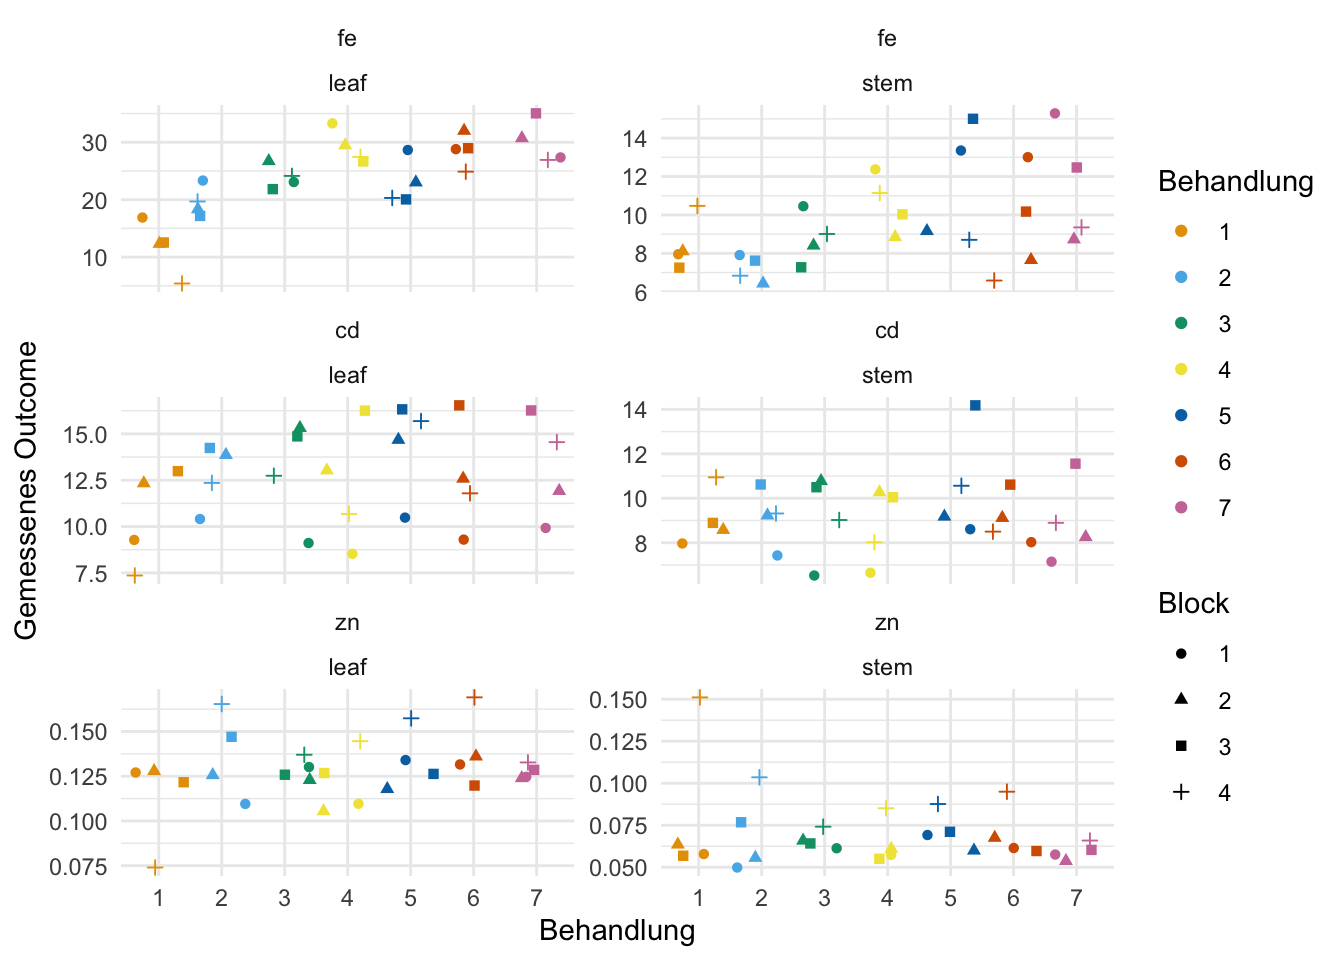 fe
leaf
30
20
10
fe
stem
14
12
10
8
6
cd
leaf
15.0
12.5
10.0
7.5
cd
stem
14
12
10
8
zn
leaf
0.150
0.125
0.100
0.075
1 2 3 4 5 6 7
zn
stem
0.150
0.125
0.100
0.075
0.050
1 2 3 4 5 6 7
Gemessenes Outcome
Behandlung
Behandlung
1
2
3
4
5
6
7
Block
1
2
3
4